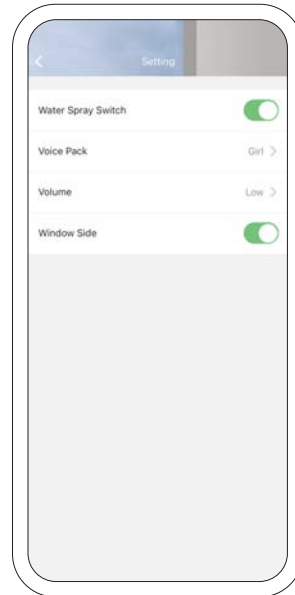 Setting
Water Spray Switch
Voice Pack Girl >
Volume Low >
Window Side